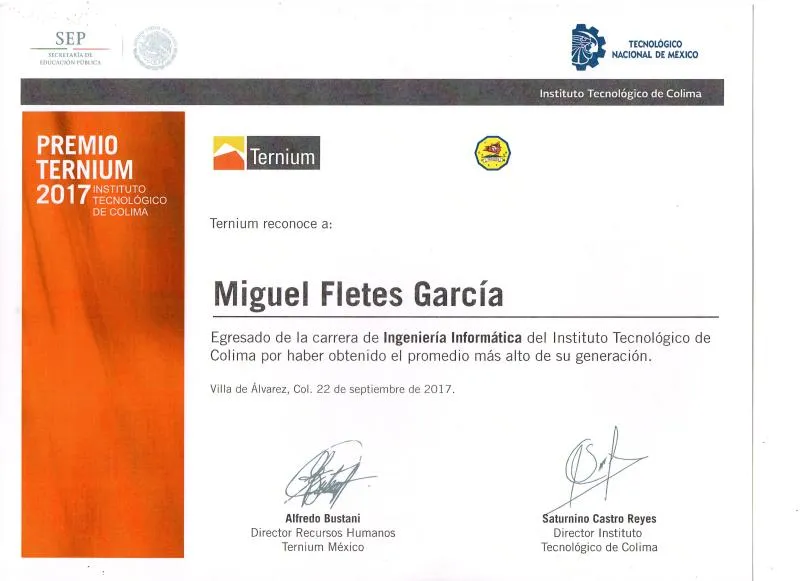 SEP
SECRETARÍA DE
EDUCACIÓN PÚBLICA
TECNOLÓGICO
NACIONAL DE MÉXICO
Instituto Tecnológico de Colima
PREMIO
TERNIUM
2017 INSTITUTO
TECNOLÓGICO
DE COLIMA
Ternium
Ternium reconoce a:
Miguel Fletes García
Egresado de la carrera de Ingeniería Informática del Instituto Tecnológico de
Colima por haber obtenido el promedio más alto de su generación.
Villa de Álvarez, Col. 22 de septiembre de 2017.
Alfredo Bustani
Director Recursos Humanos
Ternium México
Saturnino Castro Reyes
Director Instituto
Tecnológico de Colima